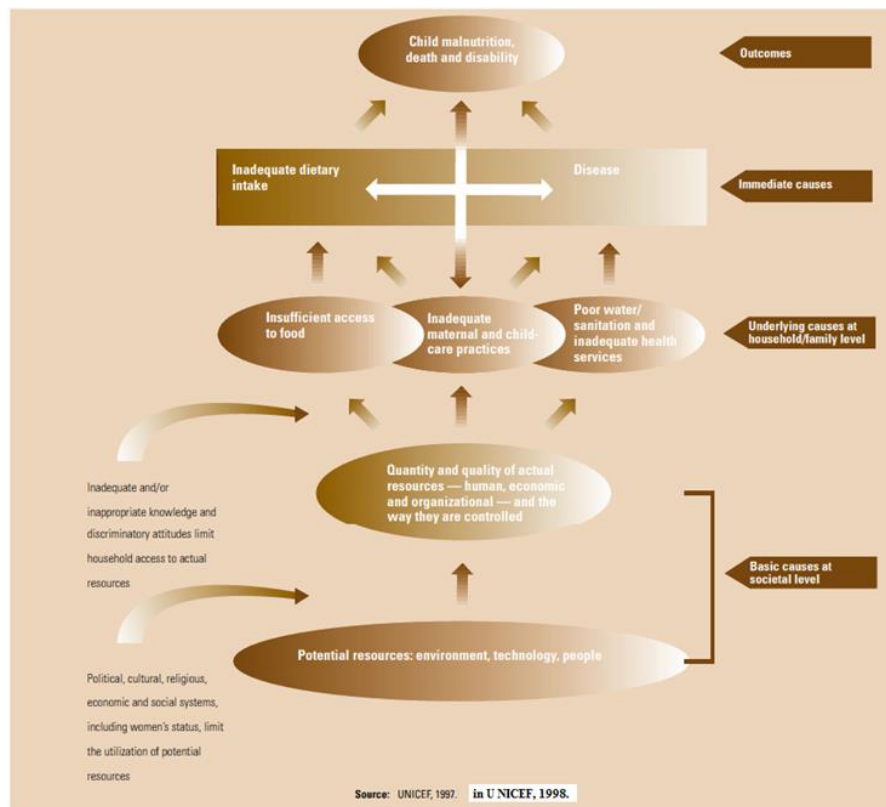 Child malnutrition,
death and disability
Outcomes
Inadequate dietary
intake
Disease
Immediate causes
Insufficient access
to food
Inadequate
maternal and child-
care practices
Poor water/
sanitation and
inadequate health
services
Underlying causes at
household/family level
Quantity and quality of actual
resources — human, economic
and organizational — and the
way they are controlled
Inadequate and/or
inappropriate knowledge and
discriminatory attitudes limit
household access to actual
resources
Basic causes at
societal level
Potential resources: environment, technology, people
Political, cultural, religious,
economic and social systems,
including women's status, limit
the utilization of potential
resources
Source: UNICEF, 1997. in U NICEF, 1998.